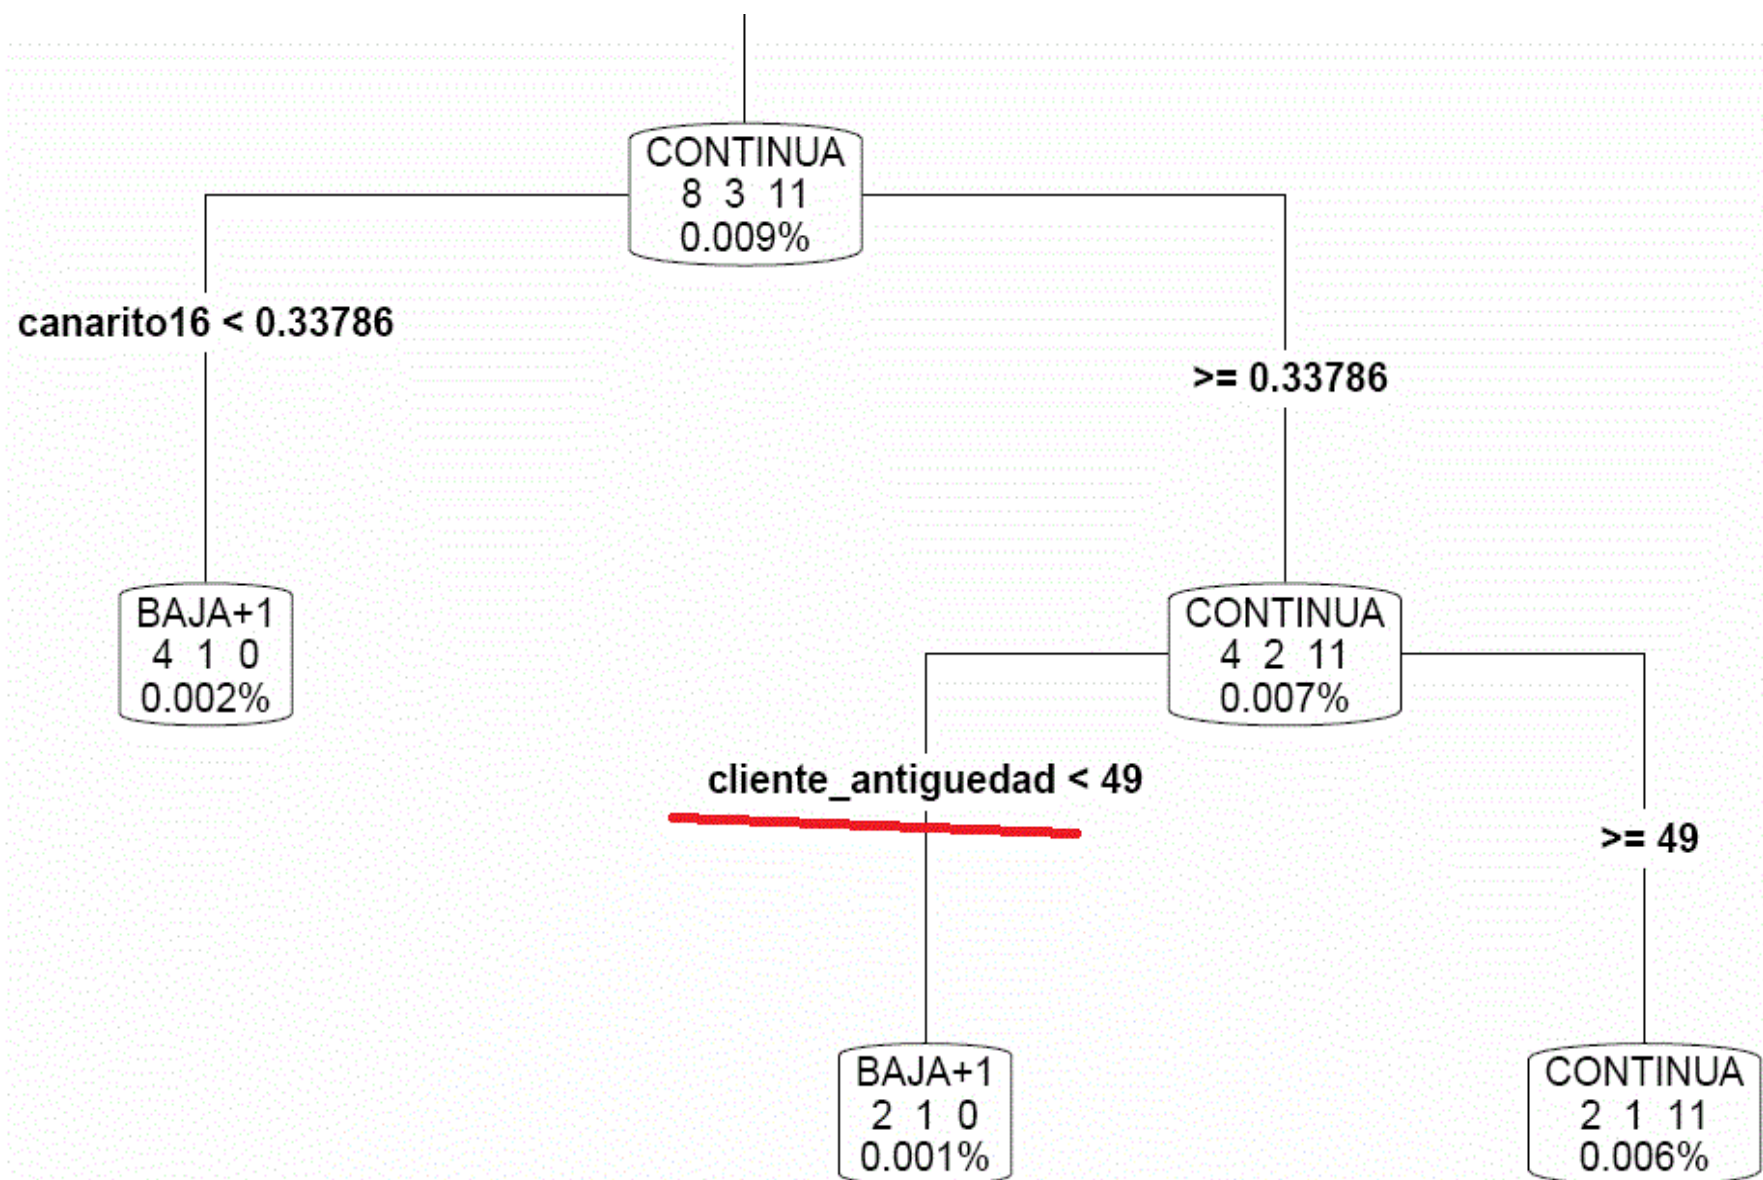 CONTINUA
8 3 11
0.009%
canarito16 < 0.33786
>= 0.33786
BAJA+1
4 1 0
0.002%
CONTINUA
4 2 11
0.007%
cliente_antiguedad < 49
>= 49
BAJA+1
2 1 0
0.001%
CONTINUA
2 1 11
0.006%